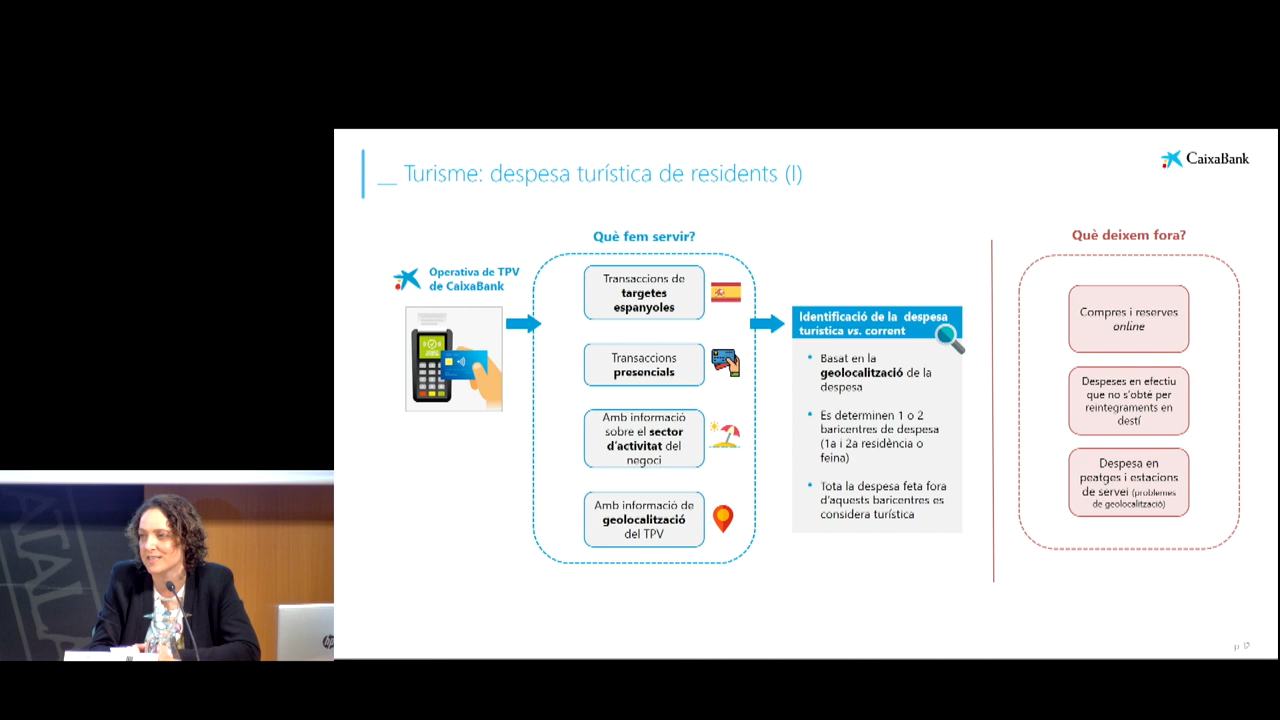 __ Turisme: despesa turística de residents (I)
CaixaBank
Operativa de TPV
de CaixaBank
Què fem servir?
Transaccions de
targetes
espanyoles
Transaccions
presencials
Amb informació
sobre el sector
d'activitat del
negoci
Amb informació de
geolocalització
del TPV
Identificació de la despesa
turística vs. corrent
• Basat en la
geolocalització de la
despesa
• Es determinen 1 o 2
baricentres de despesa
(1a i 2a residència o
feina)
• Tota la despesa feta fora
d'aquests baricentres es
considera turística
Què deixem fora?
Compres i reserves
online
Despeses en efectiu
que no s'obté per
reintegraments en
destí
Despesa en
peatges i estacions
de servei (problemes
de geolocalització)
p 17
hp